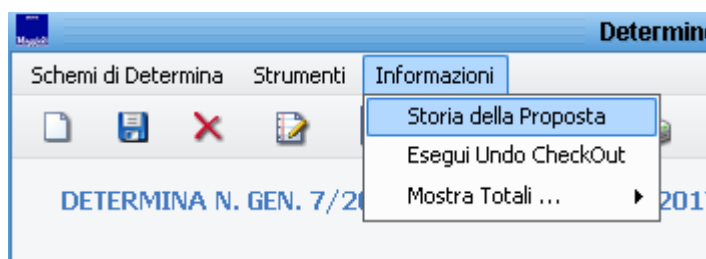 Maggioli
Determin
Schemi di Determina Strumenti Informazioni
Storia della Proposta
Esegui Undo CheckOut
Mostra Totali ...
DETERMINA N. GEN. 7/20 201